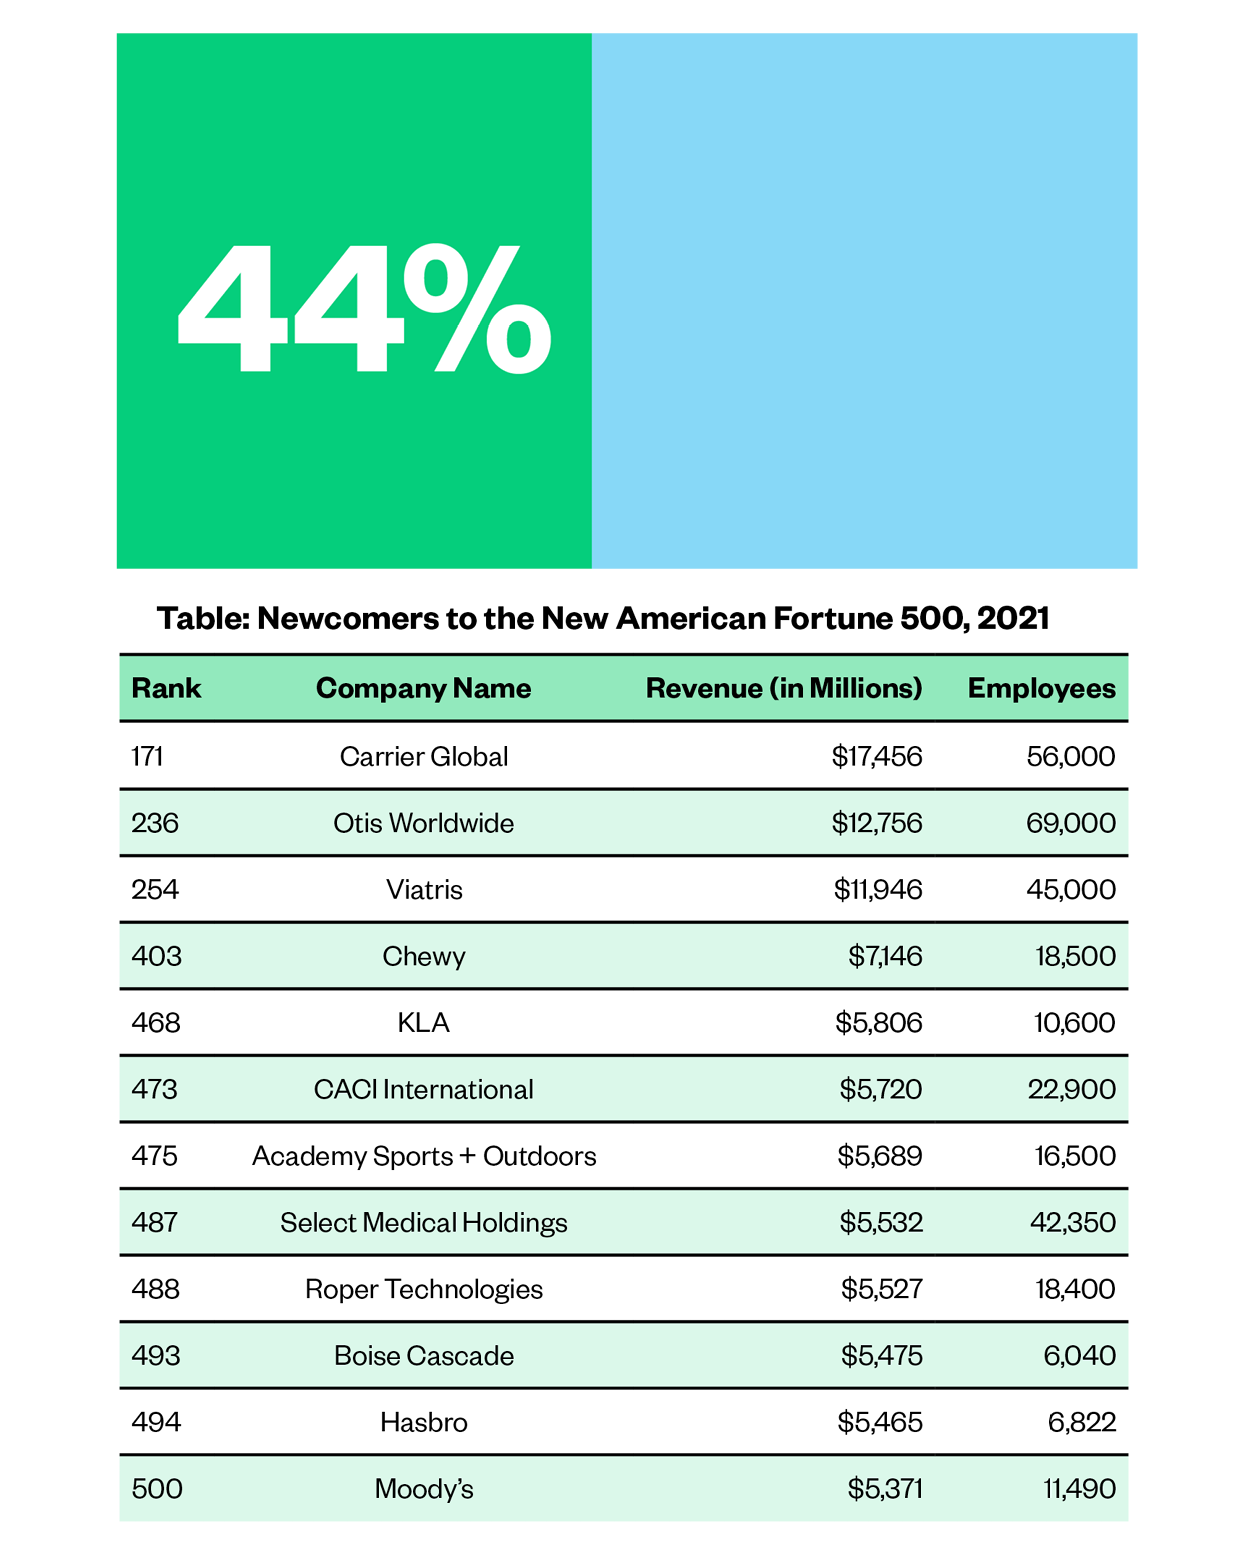 44%
Table: Newcomers to the New American Fortune 500, 2021
Rank Company Name Revenue (in Millions) Employees
171 Carrier Global $17,456 56,000
236 Otis Worldwide $12,756 69,000
254 Viatris $11,946 45,000
403 Chewy $7,146 18,500
468 KLA $5,806 10,600
473 CACI International $5,720 22,900
475 Academy Sports + Outdoors $5,689 16,500
487 Select Medical Holdings $5,532 42,350
488 Roper Technologies $5,527 18,400
493 Boise Cascade $5,475 6,040
494 Hasbro $5,465 6,822
500 Moody’s $5,371 11,490